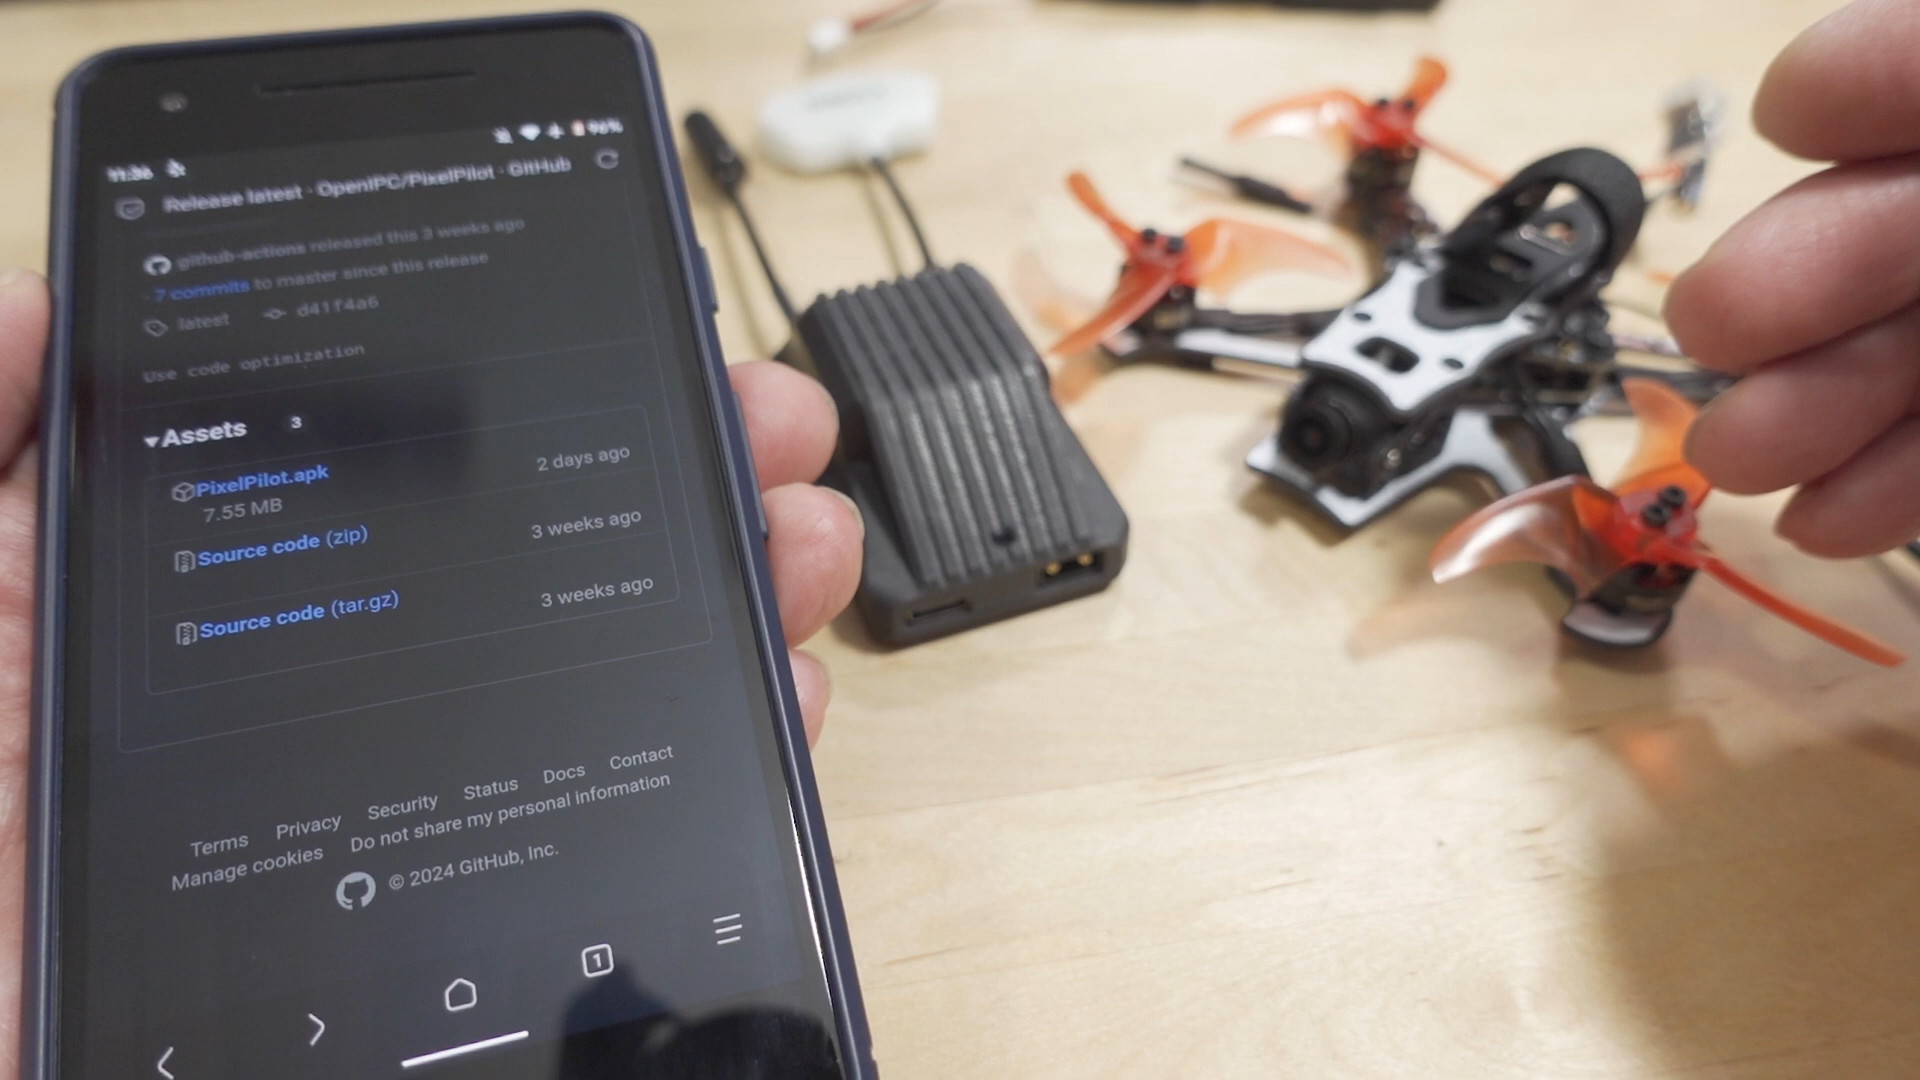 11:36 96%
Release latest · OpenIPC/PixelPilot · GitHub
github-actions released this 3 weeks ago
· 7 commits to master since this release
latest d41f4a6
Use code optimization
Assets 3
PixelPilot.apk 2 days ago
7.55 MB
Source code (zip) 3 weeks ago
Source code (tar.gz) 3 weeks ago
Terms Privacy Security Status Docs Contact
Manage cookies Do not share my personal information
© 2024 GitHub, Inc.
1